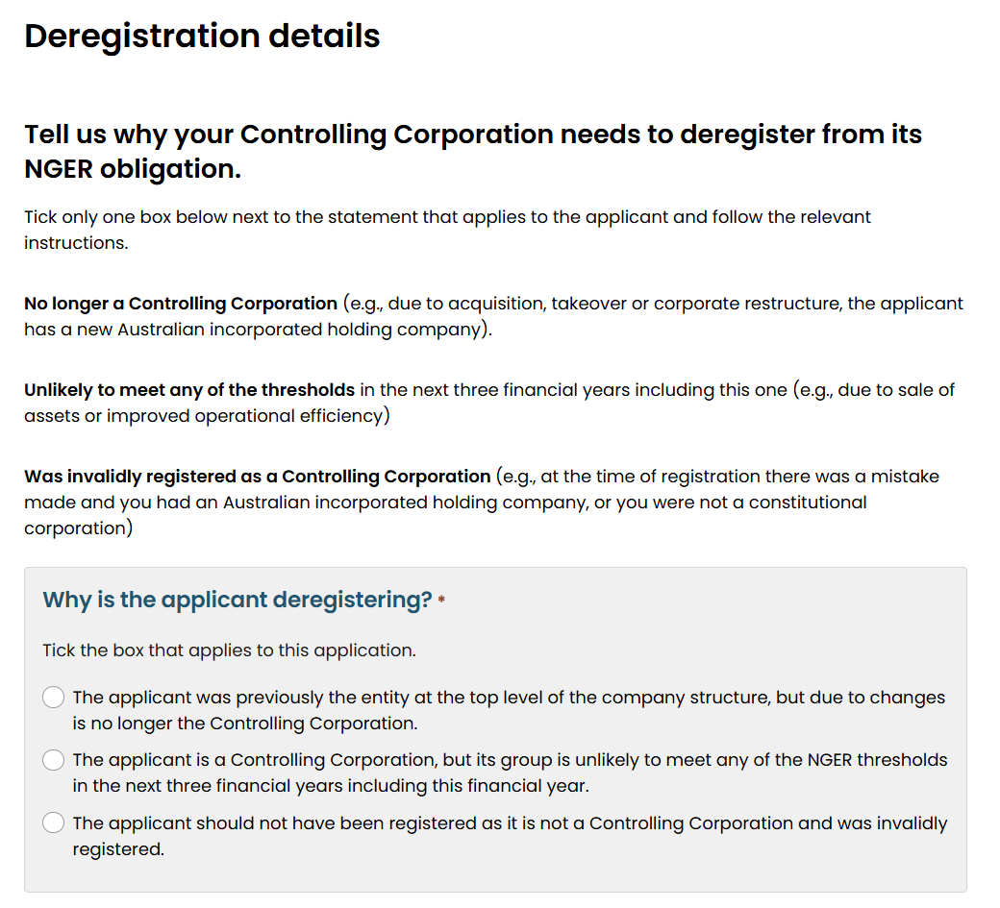 Deregistration details
Tell us why your Controlling Corporation needs to deregister from its
NGER obligation.
Tick only one box below next to the statement that applies to the applicant and follow the relevant
instructions.
No longer a Controlling Corporation (e.g., due to acquisition, takeover or corporate restructure, the applicant
has a new Australian incorporated holding company).
Unlikely to meet any of the thresholds in the next three financial years including this one (e.g., due to sale of
assets or improved operational efficiency)
Was invalidly registered as a Controlling Corporation (e.g., at the time of registration there was a mistake
made and you had an Australian incorporated holding company, or you were not a constitutional
corporation)
Why is the applicant deregistering? *
Tick the box that applies to this application.
The applicant was previously the entity at the top level of the company structure, but due to changes
is no longer the Controlling Corporation.
The applicant is a Controlling Corporation, but its group is unlikely to meet any of the NGER thresholds
in the next three financial years including this financial year.
The applicant should not have been registered as it is not a Controlling Corporation and was invalidly
registered.